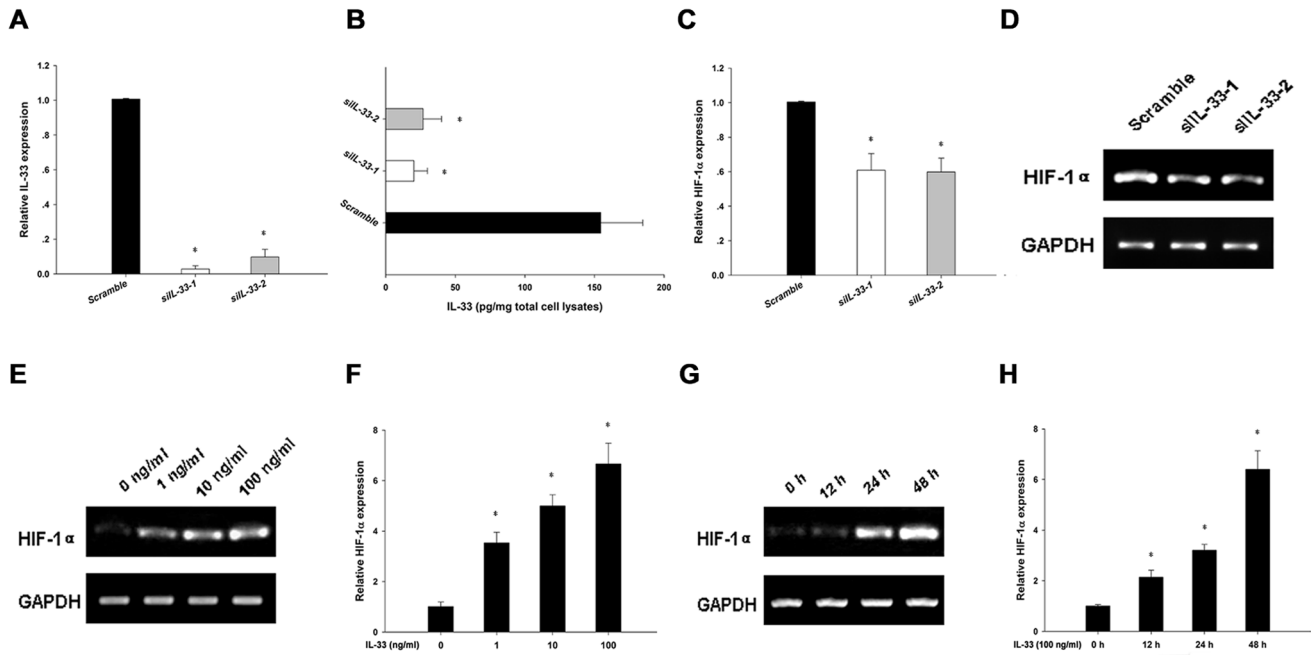 A
Relative IL-33 expression
1.2
1.0
.8
.6
.4
.2
0.0
*
*
Scramble
siIL-33-1
siIL-33-2
B
siIL-33-2
siIL-33-1
Scramble
*
*
0
50
100
150
200
IL-33 (pg/mg total cell lysates)
C
Relative HIF-1α expression
1.2
1.0
.8
.6
.4
.2
0.0
*
*
Scramble
siIL-33-1
siIL-33-2
D
Scramble
siIL-33-1
siIL-33-2
HIF-1α
GAPDH
E
0 ng/ml
1 ng/ml
10 ng/ml
100 ng/ml
HIF-1α
GAPDH
F
Relative HIF-1α expression
8
6
4
2
0
*
*
*
IL-33 (ng/ml)
0
1
10
100
G
0 h
12 h
24 h
48 h
HIF-1α
GAPDH
H
Relative HIF-1α expression
8
6
4
2
0
*
*
*
IL-33 (100 ng/ml)
0 h
12 h
24 h
48 h